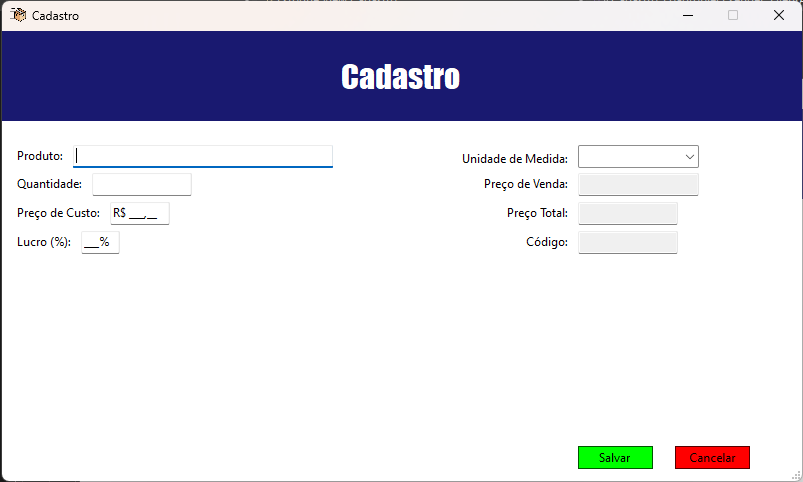 Cadastro
Cadastro
Produto:
Unidade de Medida:
Quantidade:
Preço de Venda:
Preço de Custo: R$ ___,__
Preço Total:
Lucro (%): ___%
Código:
Salvar
Cancelar